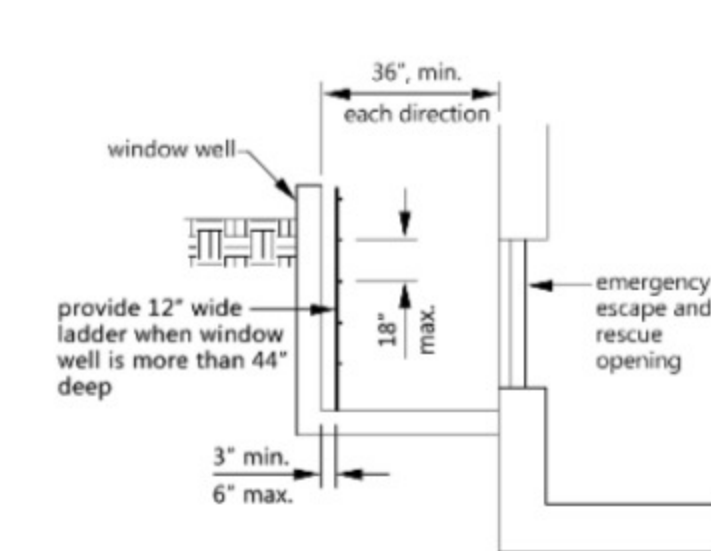 36", min.
each direction
window well
provide 12" wide
ladder when window
well is more than 44"
deep
18"
max.
emergency
escape and
rescue
opening
3" min.
6" max.